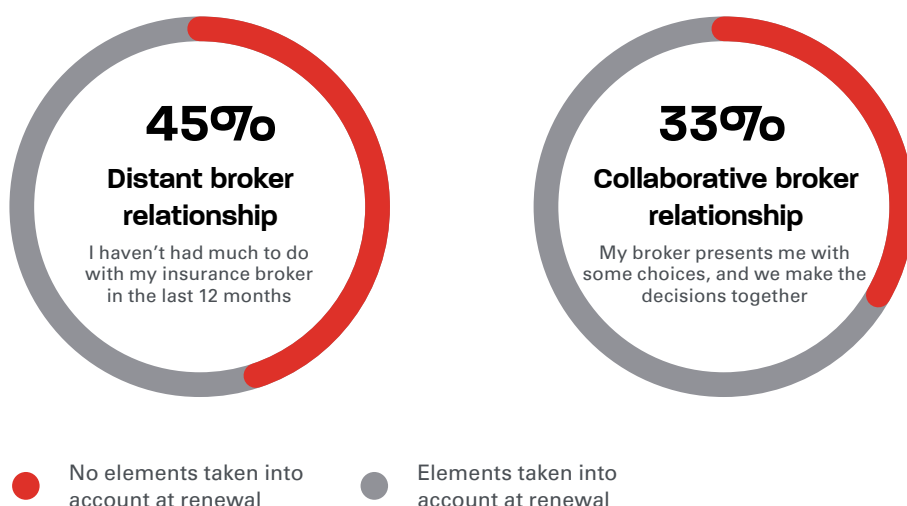 45%
Distant broker
relationship
I haven't had much to do
with my insurance broker
in the last 12 months
33%
Collaborative broker
relationship
My broker presents me with
some choices, and we make the
decisions together
No elements taken into
account at renewal
Elements taken into
account at renewal